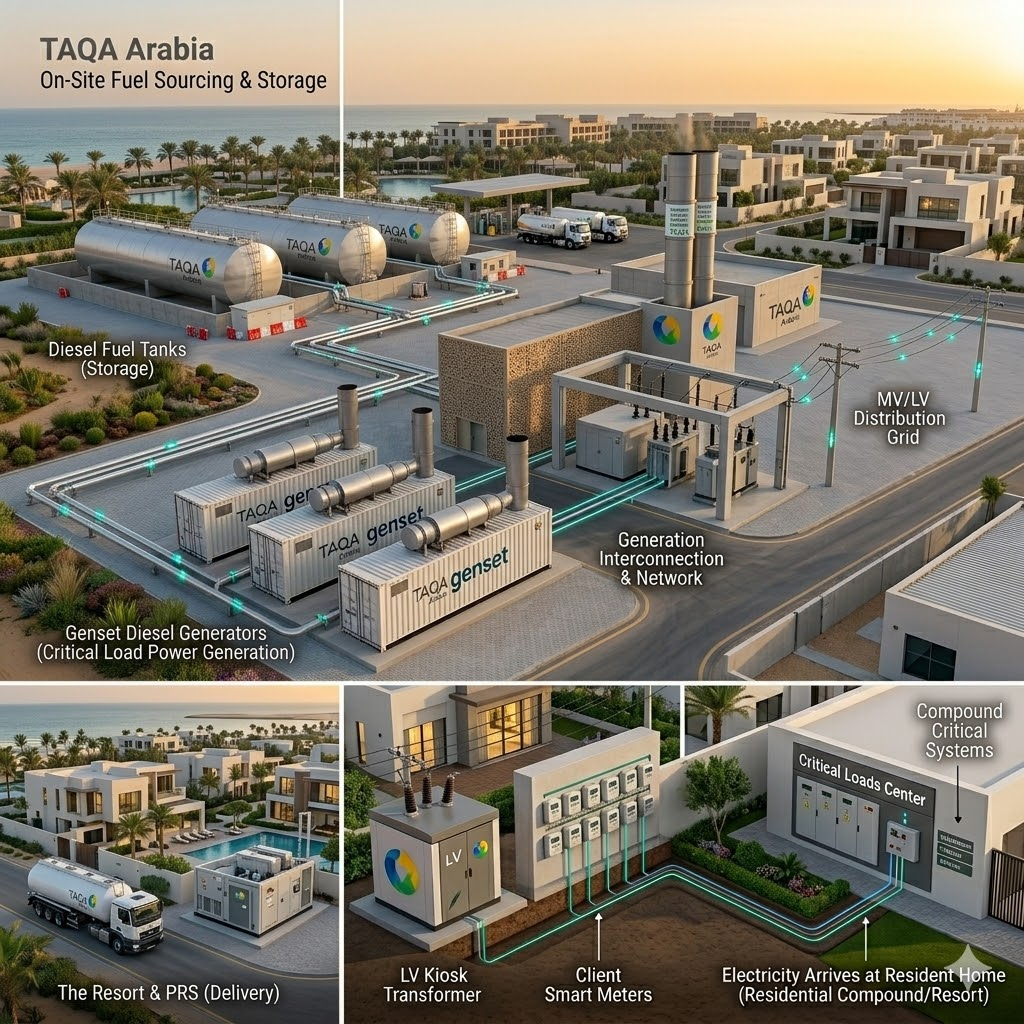 TAQA Arabia
On-Site Fuel Sourcing & Storage
TAQA
TAQA
TAQA
TAQA
Arabia
TAQA
Diesel Fuel Tanks
(Storage)
MV/LV
Distribution
Grid
TAQA genset
TAQA genset
TAQA genset
Arabia
Generation
Interconnection
& Network
Genset Diesel Generators
(Critical Load Power Generation)
TAQA
The Resort & PRS (Delivery)
LV
LV Kiosk
Transformer
Client
Smart Meters
Compound
Critical
Systems
Critical Loads Center
Electricity Arrives at Resident Home
(Residential Compound/Resort)